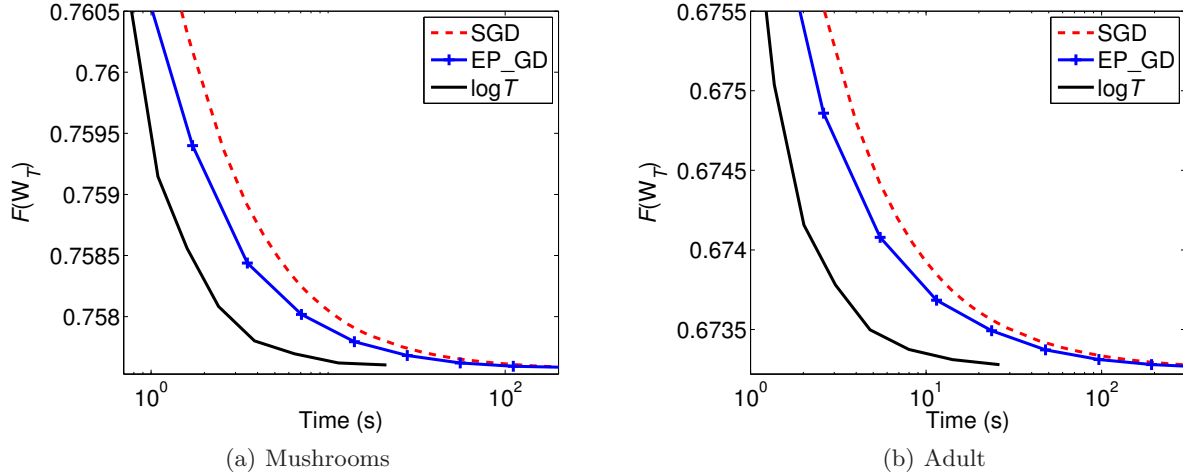 0.7605
0.76
0.7595
0.759
0.7585
0.758
F(W_T)
SGD
EP_GD
logT
10^0
10^2
Time (s)
(a) Mushrooms
0.6755
0.675
0.6745
0.674
0.6735
F(W_T)
SGD
EP_GD
logT
10^0
10^1
10^2
Time (s)
(b) Adult